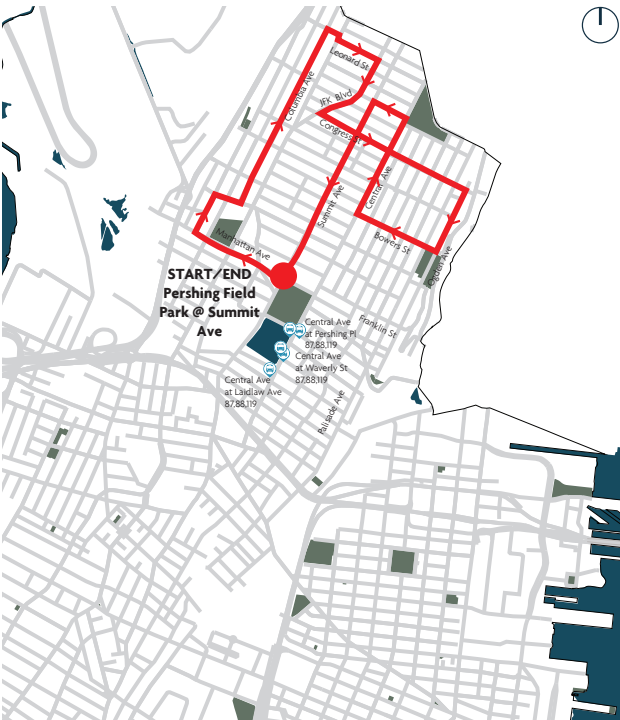 Leonard St
Columbia Ave
JFK Blvd
Congress St
Central Ave
Summit Ave
Bowers St
Manhattan Ave
Ogden Ave
START/END
Pershing Field
Park @ Summit
Ave
Franklin St
Central Ave
at Pershing Pl
87,88,119
Central Ave
at Waverly St
87,88,119
Central Ave
at Laidlaw Ave
87,88,119
Palisade Ave